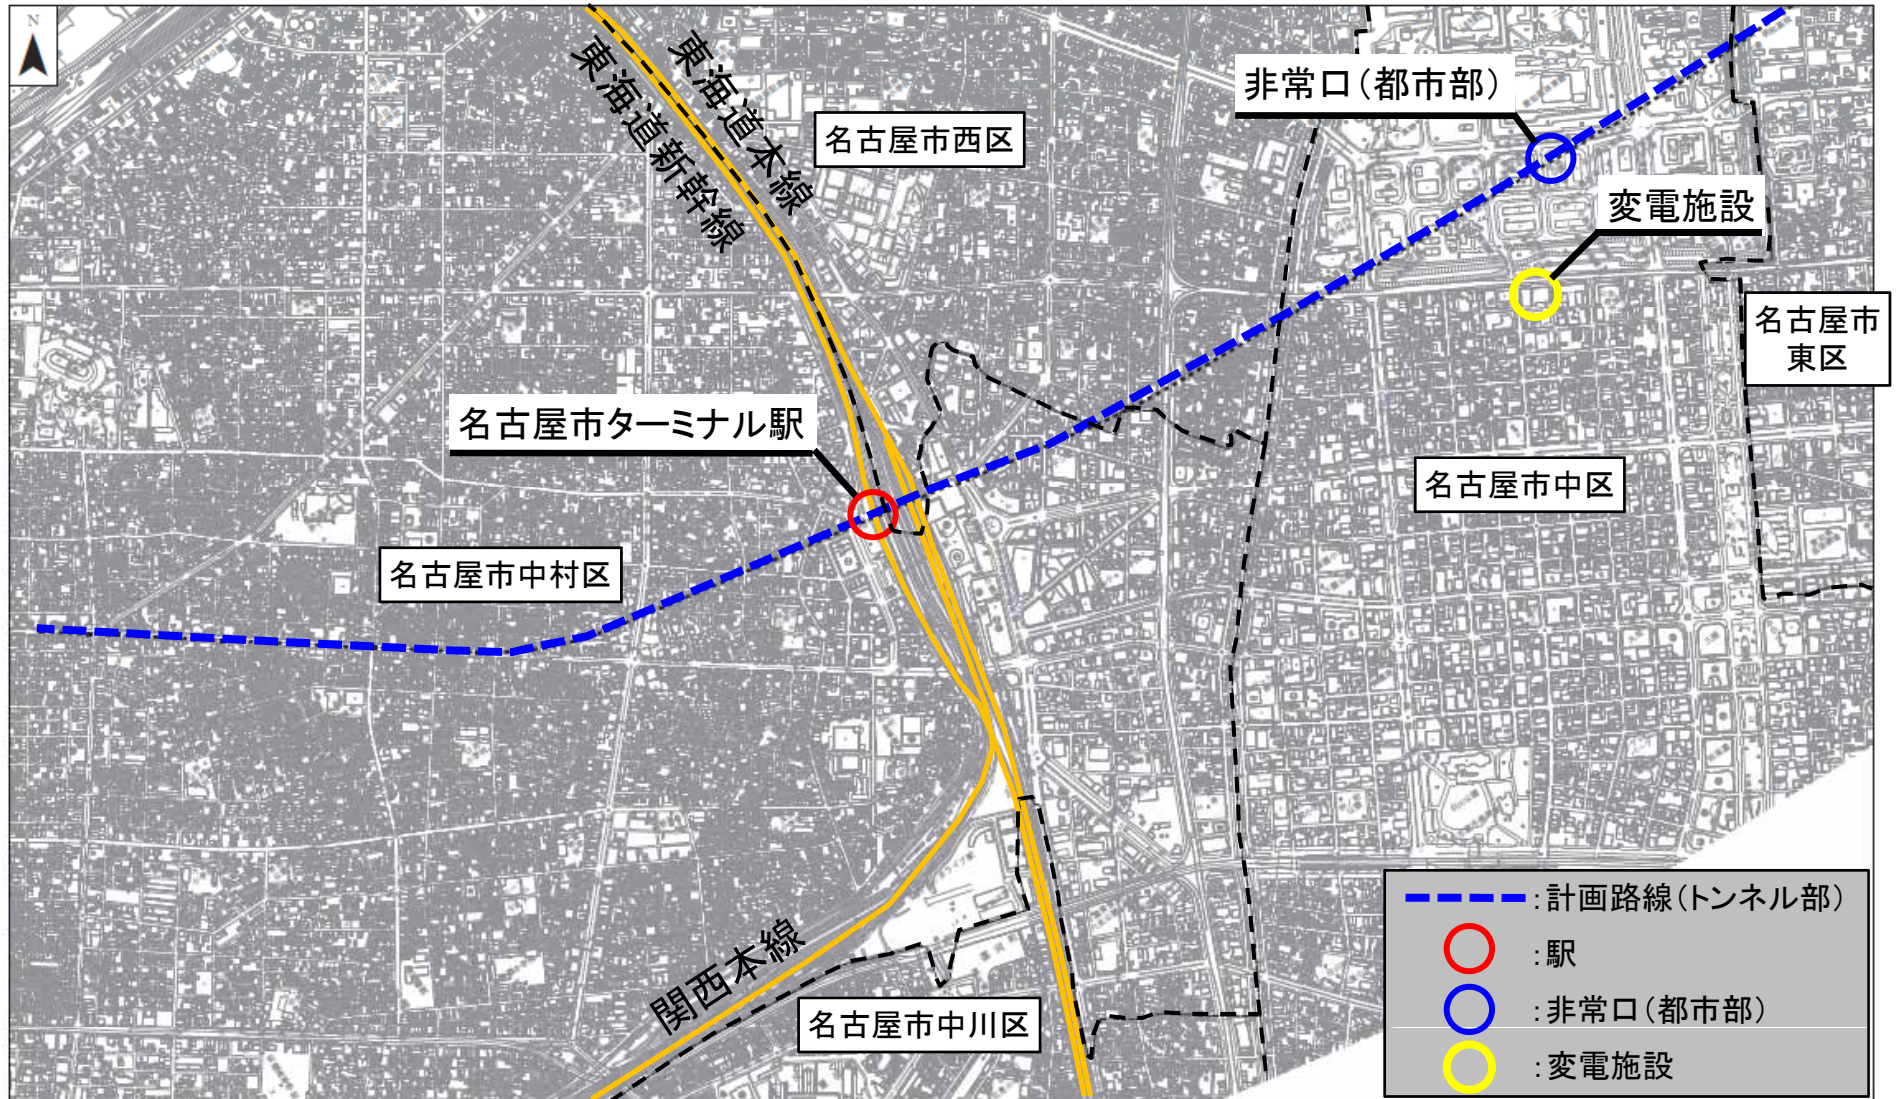 N
東海道本線
東海道新幹線
名古屋市西区
非常口(都市部)
変電施設
名古屋市
東区
名古屋市ターミナル駅
名古屋市中区
名古屋市中村区
関西本線
名古屋市中川区
:計画路線(トンネル部)
:駅
:非常口(都市部)
:変電施設